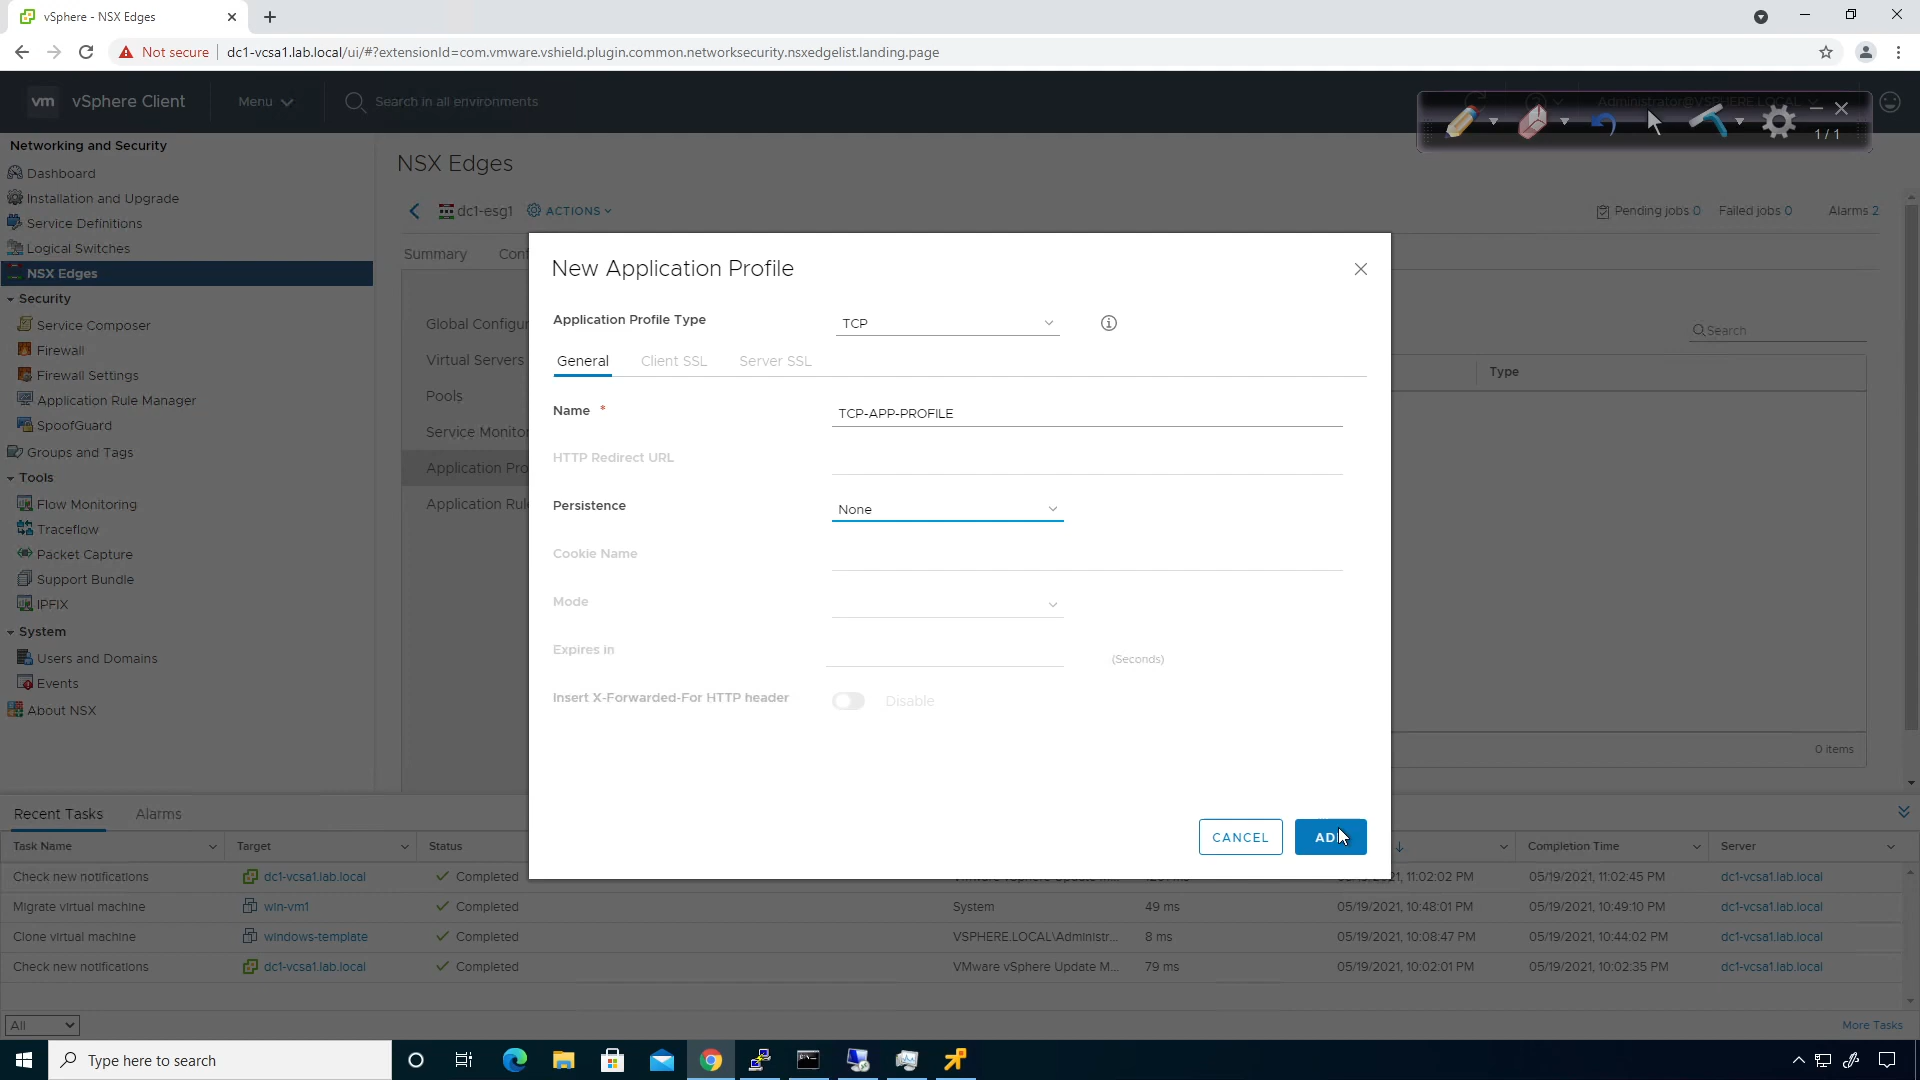 vSphere - NSX Edges
Not secure
dc1-vcsa1.lab.local/ui/#?extensionId=com.vmware.vshield.plugin.common.networksecurity.nsxedgelist.landing.page
vm vSphere Client
Menu
Search in all environments
Administrator@VSPHERE.LOCAL
1/1
Networking and Security
Dashboard
Installation and Upgrade
Service Definitions
Logical Switches
NSX Edges
Security
Service Composer
Firewall
Firewall Settings
Application Rule Manager
SpoofGuard
Groups and Tags
Tools
Flow Monitoring
Traceflow
Packet Capture
Support Bundle
IPFIX
System
Users and Domains
Events
About NSX
NSX Edges
dc1-esg1
ACTIONS
Pending jobs 0
Failed jobs 0
Alarms 2
Summary
Conf
Global Configur
Virtual Servers
Pools
Service Monitor
Application Pro
Application Rule
Search
Type
0 items
New Application Profile
Application Profile Type
TCP
General
Client SSL
Server SSL
Name *
TCP-APP-PROFILE
HTTP Redirect URL
Persistence
None
Cookie Name
Mode
Expires in
(Seconds)
Insert X-Forwarded-For HTTP header
Disable
CANCEL
Recent Tasks
Alarms
Task Name
Target
Status
Completion Time
Server
Check new notifications
dc1-vcsa1.lab.local
Completed
11:02:02 PM
05/19/2021, 11:02:45 PM
dc1-vcsa1.lab.local
Migrate virtual machine
win-vm1
Completed
System
49 ms
05/19/2021, 10:48:01 PM
05/19/2021, 10:49:10 PM
dc1-vcsa1.lab.local
Clone virtual machine
windows-template
Completed
VSPHERE.LOCAL\Administr...
8 ms
05/19/2021, 10:08:47 PM
05/19/2021, 10:44:02 PM
dc1-vcsa1.lab.local
Check new notifications
dc1-vcsa1.lab.local
Completed
VMware vSphere Update M...
79 ms
05/19/2021, 10:02:01 PM
05/19/2021, 10:02:35 PM
dc1-vcsa1.lab.local
All
More Tasks
Type here to search